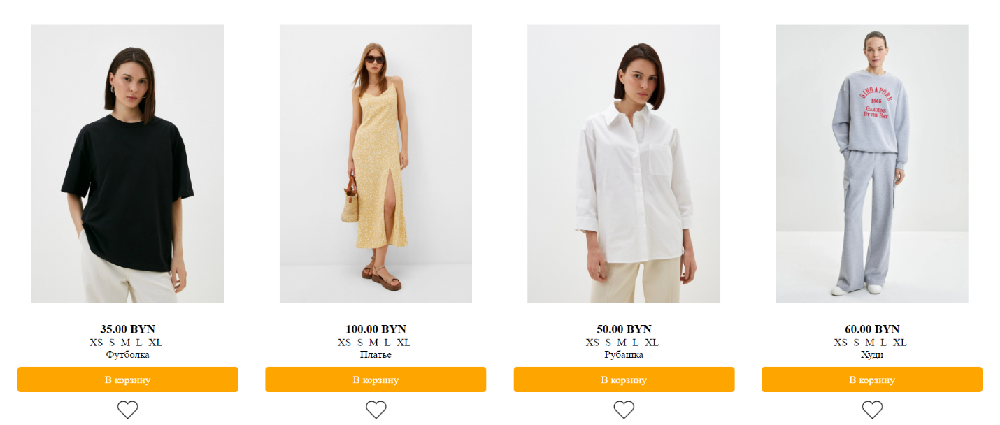 SINGAPORE
1965
GARDENS
BY THE BAY
35.00 BYN
XS S M L XL
Футболка
В корзину
100.00 BYN
XS S M L XL
Платье
В корзину
50.00 BYN
XS S M L XL
Рубашка
В корзину
60.00 BYN
XS S M L XL
Худи
В корзину